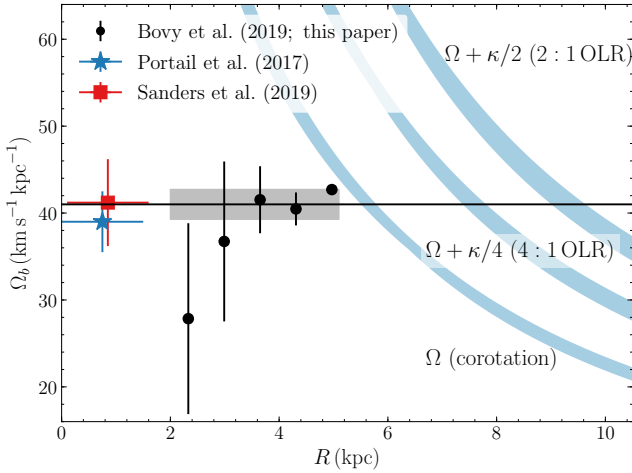 Bovy et al. (2019; this paper)
Portail et al. (2017)
Sanders et al. (2019)
Ω + κ/2 (2 : 1 OLR)
Ω + κ/4 (4 : 1 OLR)
Ω (corotation)
60
50
40
30
20
Ω_b (km s⁻¹ kpc⁻¹)
0 2 4 6 8 10
R (kpc)